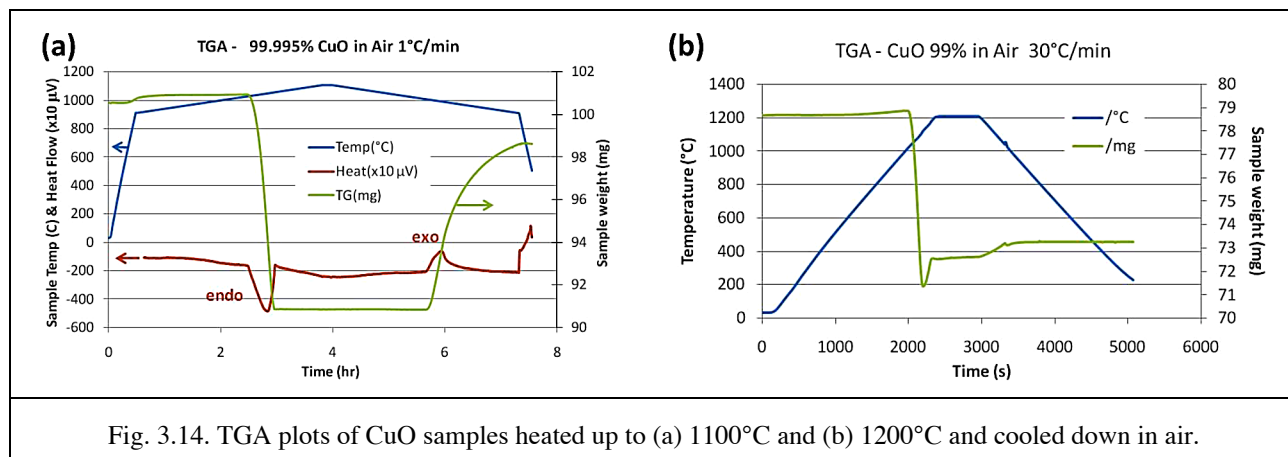 (a)
TGA - 99.995% CuO in Air 1°C/min
Sample Temp (C) & Heat Flow (x10 µV)
1200
1000
800
600
400
200
0
-200
-400
-600
Temp(°C)
Heat(x10 µV)
TG(mg)
endo
exo
102
100
98
96
94
92
90
Sample weight (mg)
0 2 4 6 8
Time (hr)
(b)
TGA - CuO 99% in Air 30°C/min
Temperature (°C)
1400
1200
1000
800
600
400
200
0
/°C
/mg
80
79
78
77
76
75
74
73
72
71
70
Sample weight (mg)
0 1000 2000 3000 4000 5000 6000
Time (s)
Fig. 3.14. TGA plots of CuO samples heated up to (a) 1100°C and (b) 1200°C and cooled down in air.